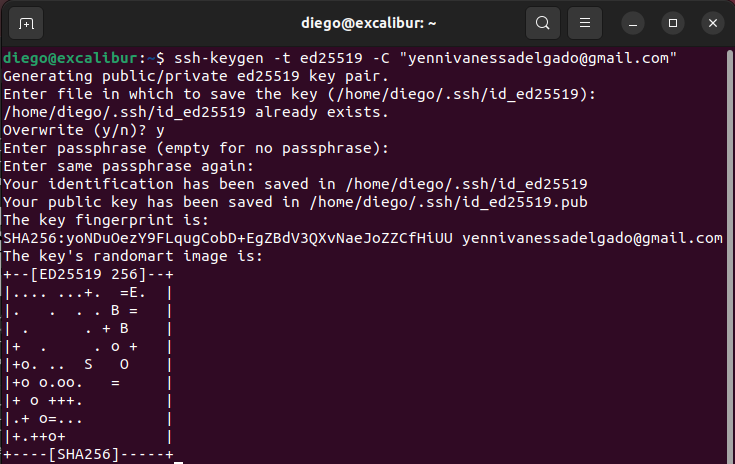 diego@excalibur: ~
diego@excalibur:~$ ssh-keygen -t ed25519 -C "yennivanessadelgado@gmail.com"
Generating public/private ed25519 key pair.
Enter file in which to save the key (/home/diego/.ssh/id_ed25519):
/home/diego/.ssh/id_ed25519 already exists.
Overwrite (y/n)? y
Enter passphrase (empty for no passphrase):
Enter same passphrase again:
Your identification has been saved in /home/diego/.ssh/id_ed25519
Your public key has been saved in /home/diego/.ssh/id_ed25519.pub
The key fingerprint is:
SHA256:yoNDuOezY9FLqugCobD+EgZBdV3QXvNaeJoZZCfHiUU yennivanessadelgado@gmail.com
The key's randomart image is:
+--[ED25519 256]--+
|.... ...+.  =E.  |
|.   .  . . B =   |
| .      . + B    |
|+  .     . o +   |
|+o. ..  S   O    |
|+o o.oo.   =     |
|+ o +++.         |
|.+ o=...         |
|+.++o+           |
+----[SHA256]-----+